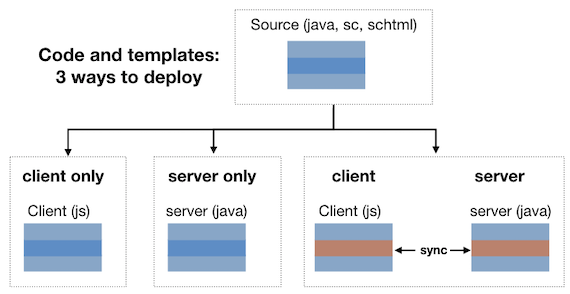 Source (java, sc, schtml)
Code and templates:
3 ways to deploy
client only
Client (js)
server only
server (java)
client
server
Client (js)
server (java)
sync